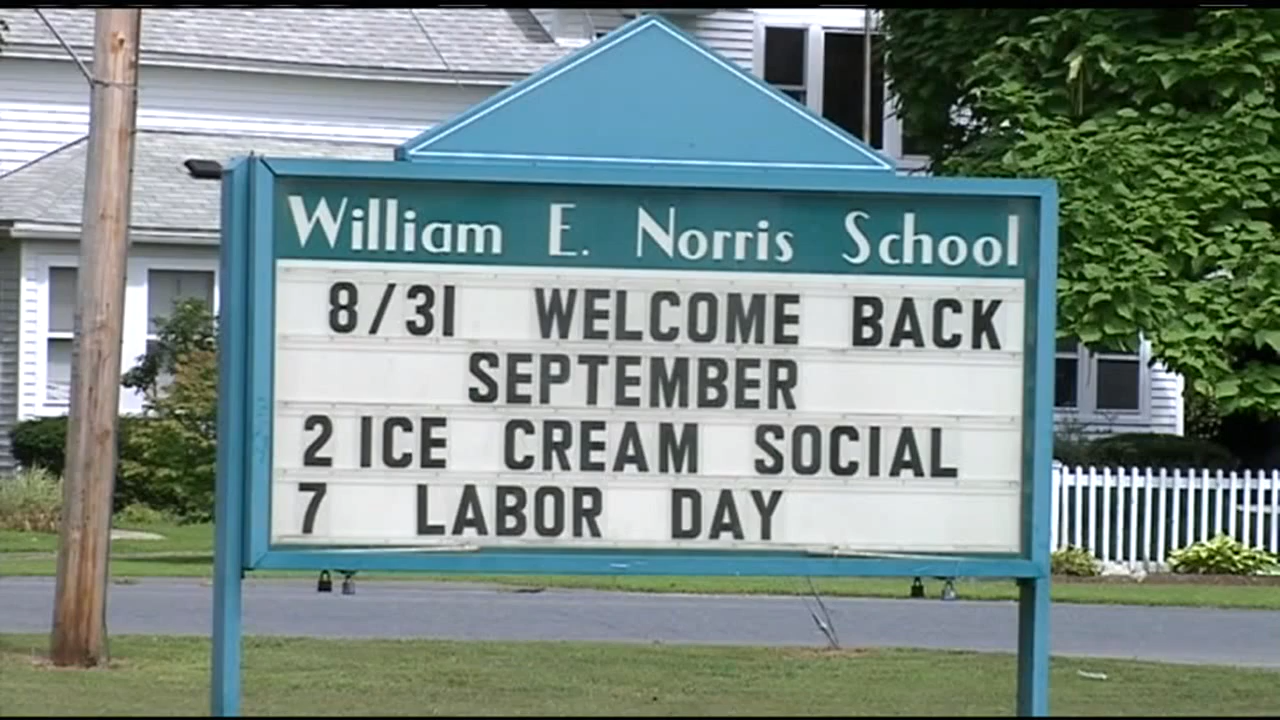 William E. Norris School
8/31 WELCOME BACK
SEPTEMBER
2 ICE CREAM SOCIAL
7 LABOR DAY